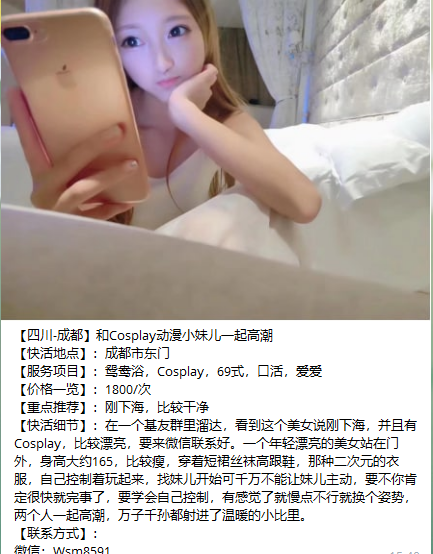 【四川-成都】和Cosplay动漫小妹儿一起高潮
【快活地点】：成都市东门
【服务项目】：鸳鸯浴，Cosplay，69式，口活，爱爱
【价格一览】：1800/次
【重点推荐】：刚下海，比较干净
【快活细节】：在一个基友群里溜达，看到这个美女说刚下海，并且有
Cosplay，比较漂亮，要来微信联系好。一个年轻漂亮的美女站在门
外，身高大约165，比较瘦，穿着短裙丝袜高跟鞋，那种二次元的衣
服，自己控制着玩起来，找妹儿开始可千万不能让妹儿主动，要不你肯
定很快就完事了，要学会自己控制，有感觉了就慢点不行就换个姿势，
两个人一起高潮，万子千孙都射进了温暖的小比里。
【联系方式】：
微信：Wsm8591